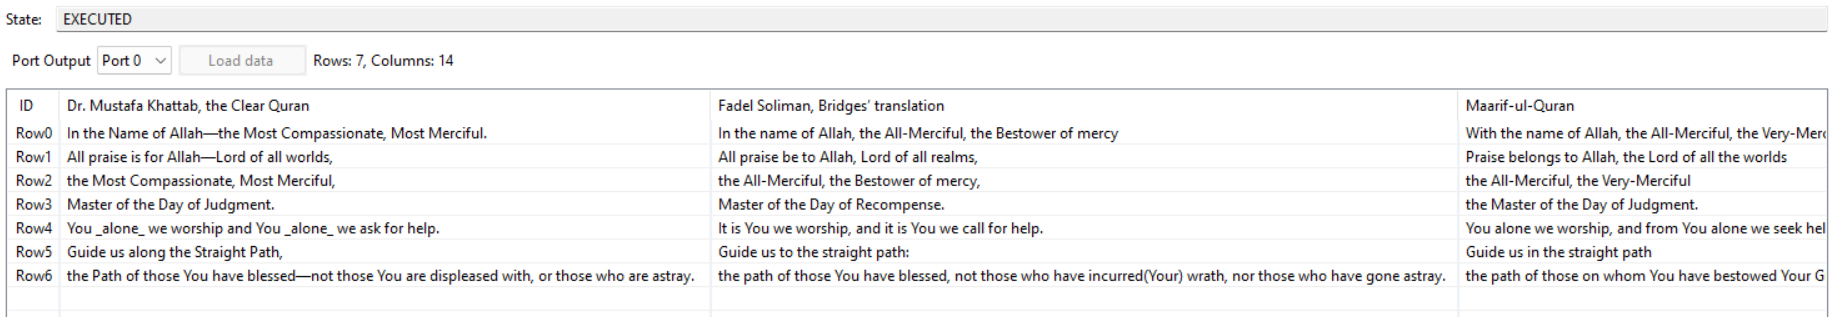 State: EXECUTED
Port Output Port 0 Load data Rows: 7, Columns: 14
ID Dr. Mustafa Khattab, the Clear Quran Fadel Soliman, Bridges' translation Maarif-ul-Quran
Row0 In the Name of Allah—the Most Compassionate, Most Merciful. In the name of Allah, the All-Merciful, the Bestower of mercy With the name of Allah, the All-Merciful, the
Row1 All praise is for Allah—Lord of all worlds, All praise be to Allah, Lord of all realms, Praise belongs to Allah, the Lord of all the worlds
Row2 the Most Compassionate, Most Merciful, the All-Merciful, the Bestower of mercy, the All-Merciful, the Very-Merciful
Row3 Master of the Day of Judgment. Master of the Day of Recompense. the Master of the Day of Judgment.
Row4 You _alone_ we worship and You _alone_ we ask for help. It is You we worship, and it is You we call for help. You alone we worship, and from You alone we seek
Row5 Guide us along the Straight Path, Guide us to the straight path: Guide us in the straight path
Row6 the Path of those You have blessed—not those You are displeased with, or those who are astray. the path of those You have blessed, not those who have incurred(Your) wrath, nor those who have gone astray. the path of those on whom You have bestowed Your